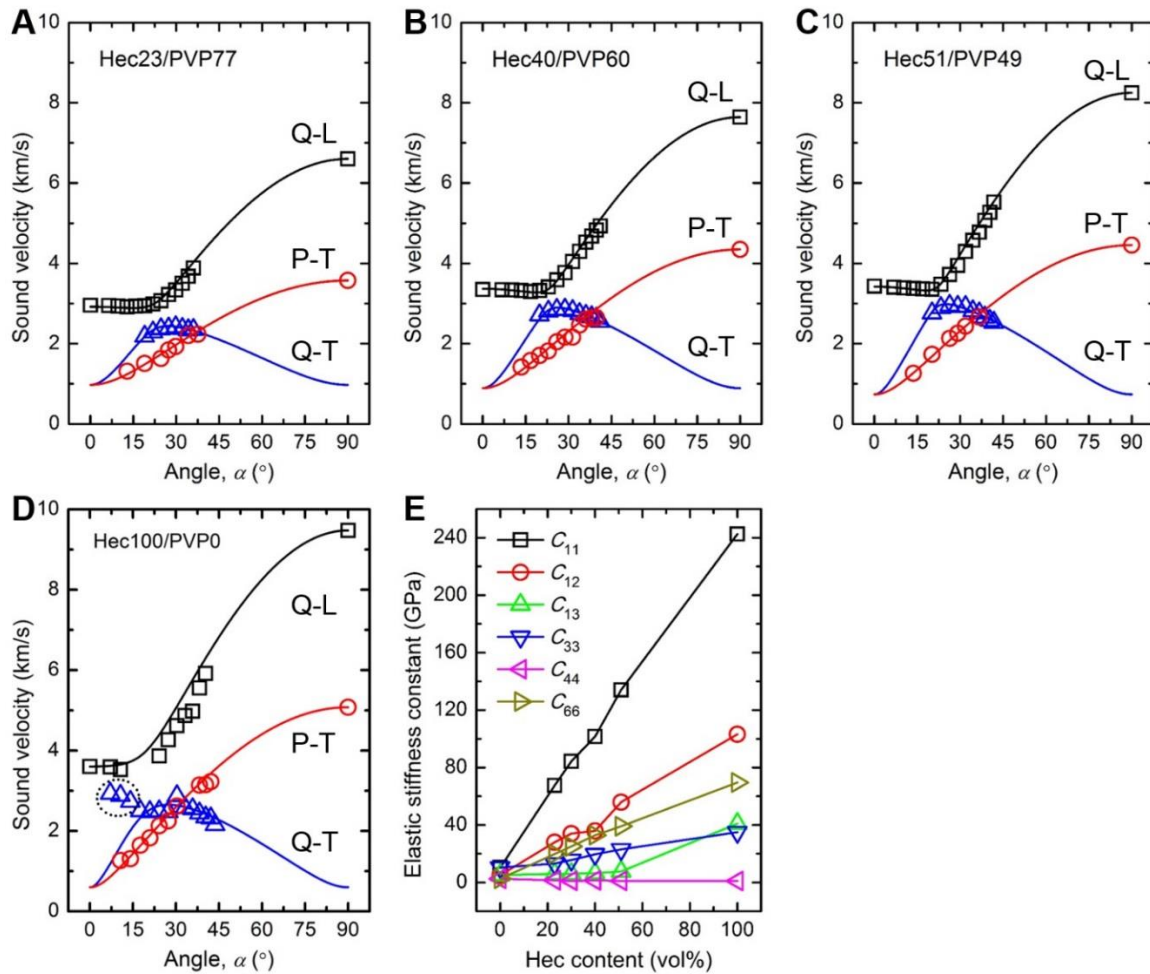 A
Hec23/PVP77
Q-L
P-T
Q-T
Sound velocity (km/s)
10
8
6
4
2
0
0 15 30 45 60 75 90
Angle, α (°)
B
Hec40/PVP60
Q-L
P-T
Q-T
Sound velocity (km/s)
10
8
6
4
2
0
0 15 30 45 60 75 90
Angle, α (°)
C
Hec51/PVP49
Q-L
P-T
Q-T
Sound velocity (km/s)
10
8
6
4
2
0
0 15 30 45 60 75 90
Angle, α (°)
D
Hec100/PVP0
Q-L
P-T
Q-T
Sound velocity (km/s)
10
8
6
4
2
0
0 15 30 45 60 75 90
Angle, α (°)
E
C11
C12
C13
C33
C44
C66
Elastic stiffness constant (GPa)
240
200
160
120
80
40
0
0 20 40 60 80 100
Hec content (vol%)